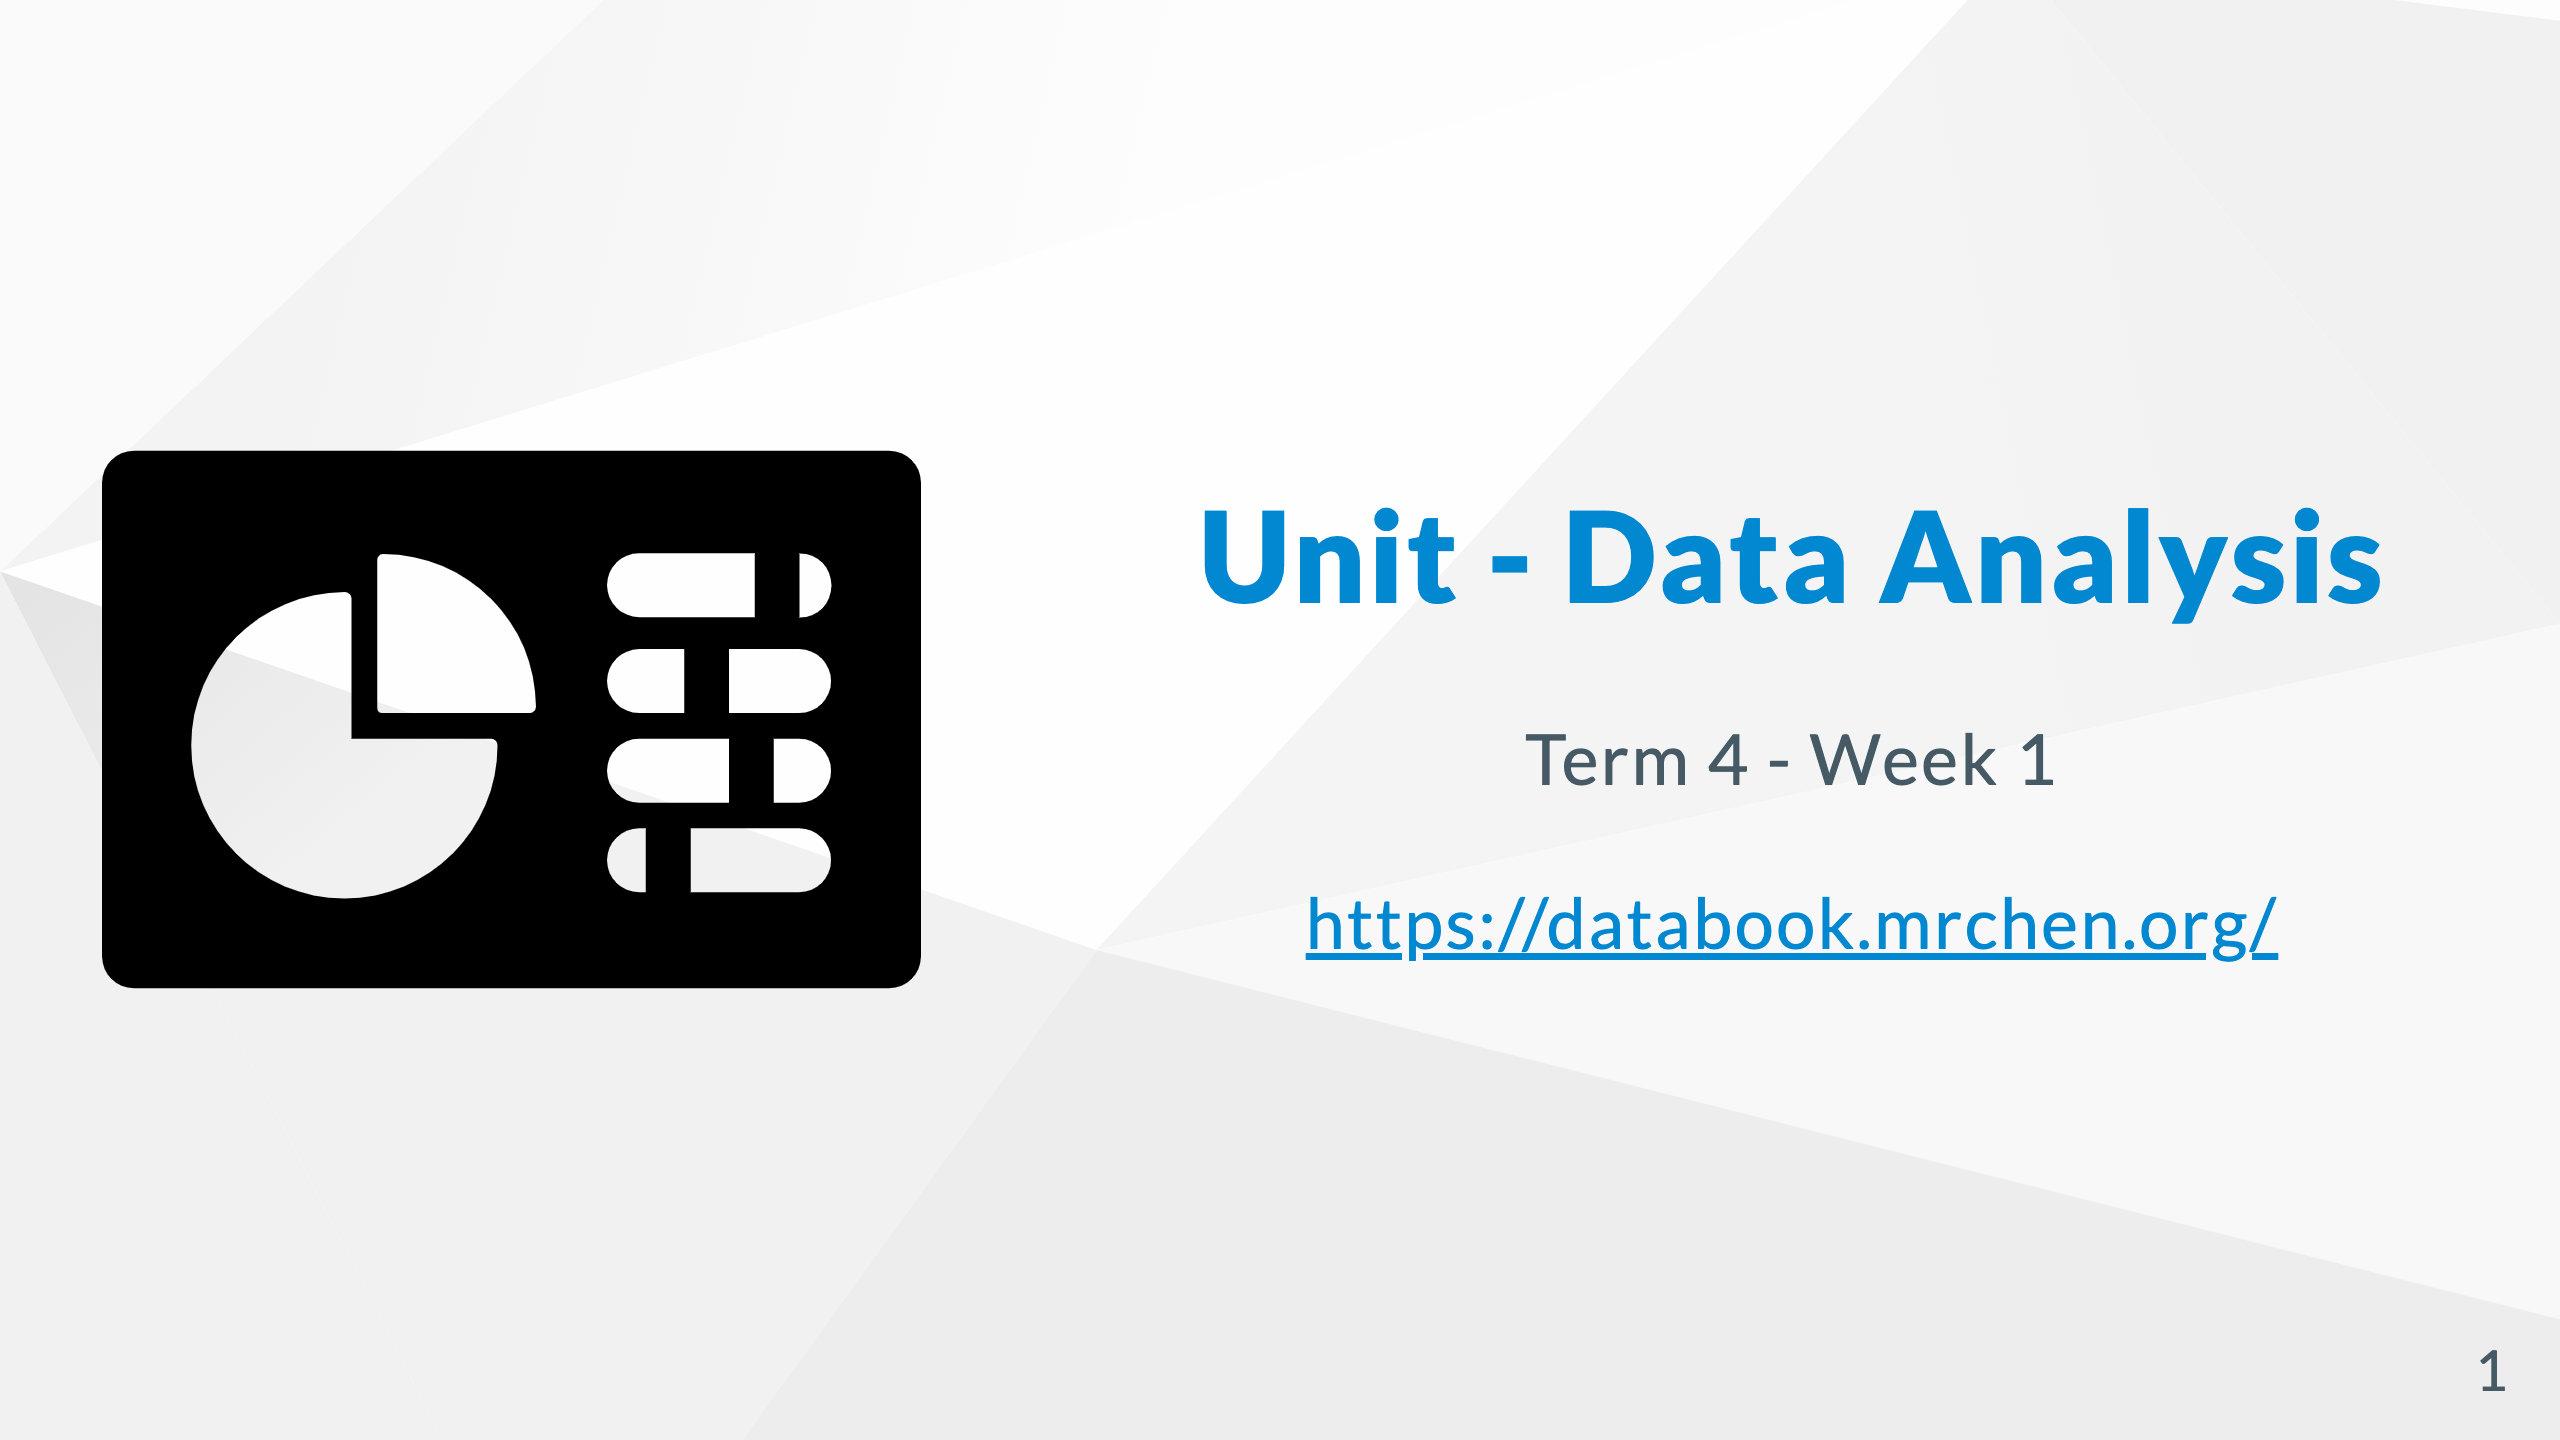 Unit - Data Analysis
Term 4 - Week 1
https://databook.mrchen.org/
1